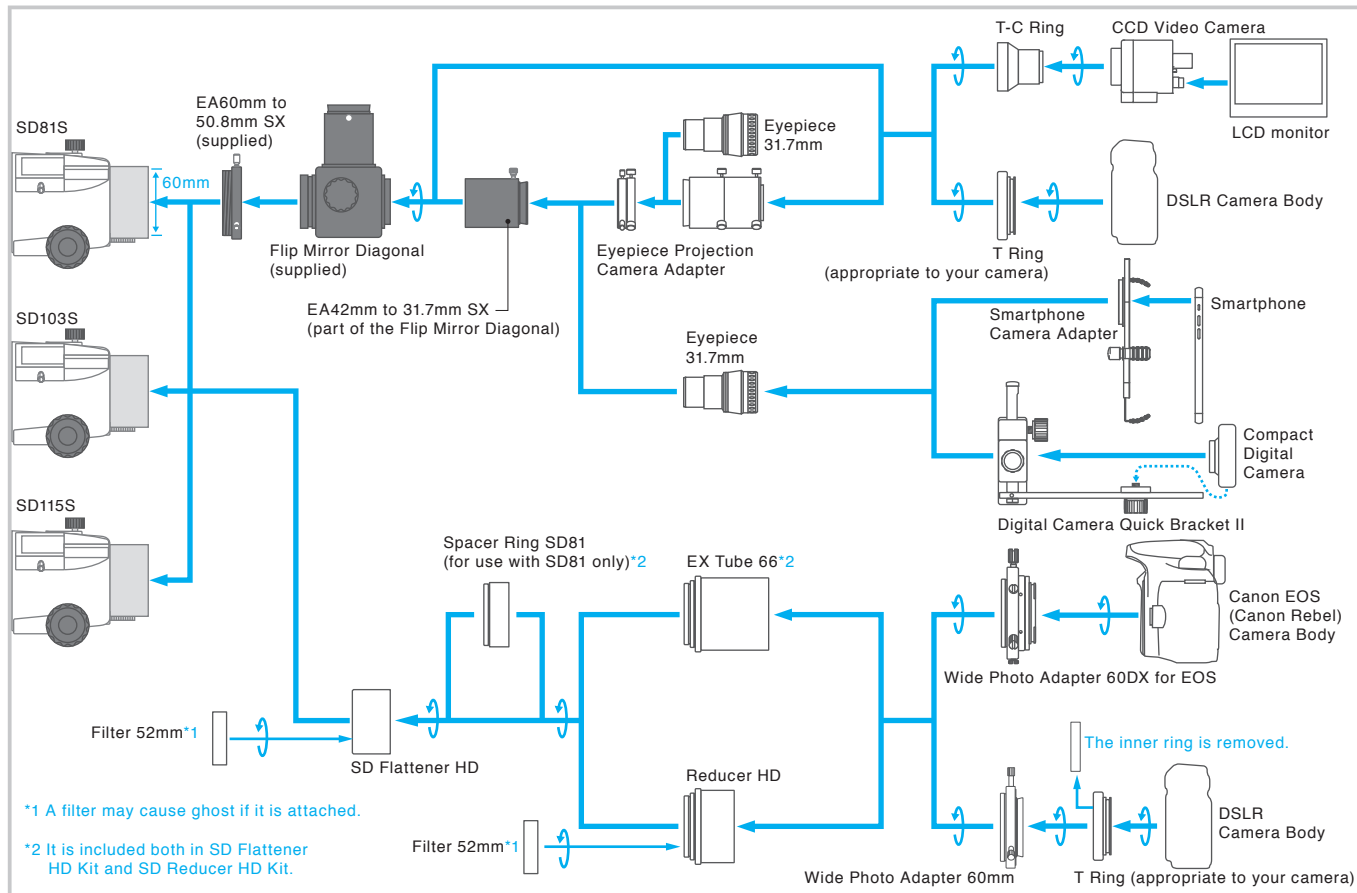 T-C Ring
CCD Video Camera
LCD monitor
EA60mm to
50.8mm SX
(supplied)
SD81S
60mm
Eyepiece
31.7mm
DSLR Camera Body
Flip Mirror Diagonal
(supplied)
Eyepiece Projection
Camera Adapter
T Ring
(appropriate to your camera)
EA42mm to 31.7mm SX
(part of the Flip Mirror Diagonal)
Smartphone
Camera Adapter
Smartphone
SD103S
Eyepiece
31.7mm
Compact
Digital
Camera
Digital Camera Quick Bracket II
SD115S
Spacer Ring SD81
(for use with SD81 only)*2
EX Tube 66*2
Canon EOS
(Canon Rebel)
Camera Body
Wide Photo Adapter 60DX for EOS
Filter 52mm*1
SD Flattener HD
The inner ring is removed.
Reducer HD
DSLR
Camera Body
Filter 52mm*1
Wide Photo Adapter 60mm
T Ring (appropriate to your camera)
*1 A filter may cause ghost if it is attached.
*2 It is included both in SD Flattener
HD Kit and SD Reducer HD Kit.